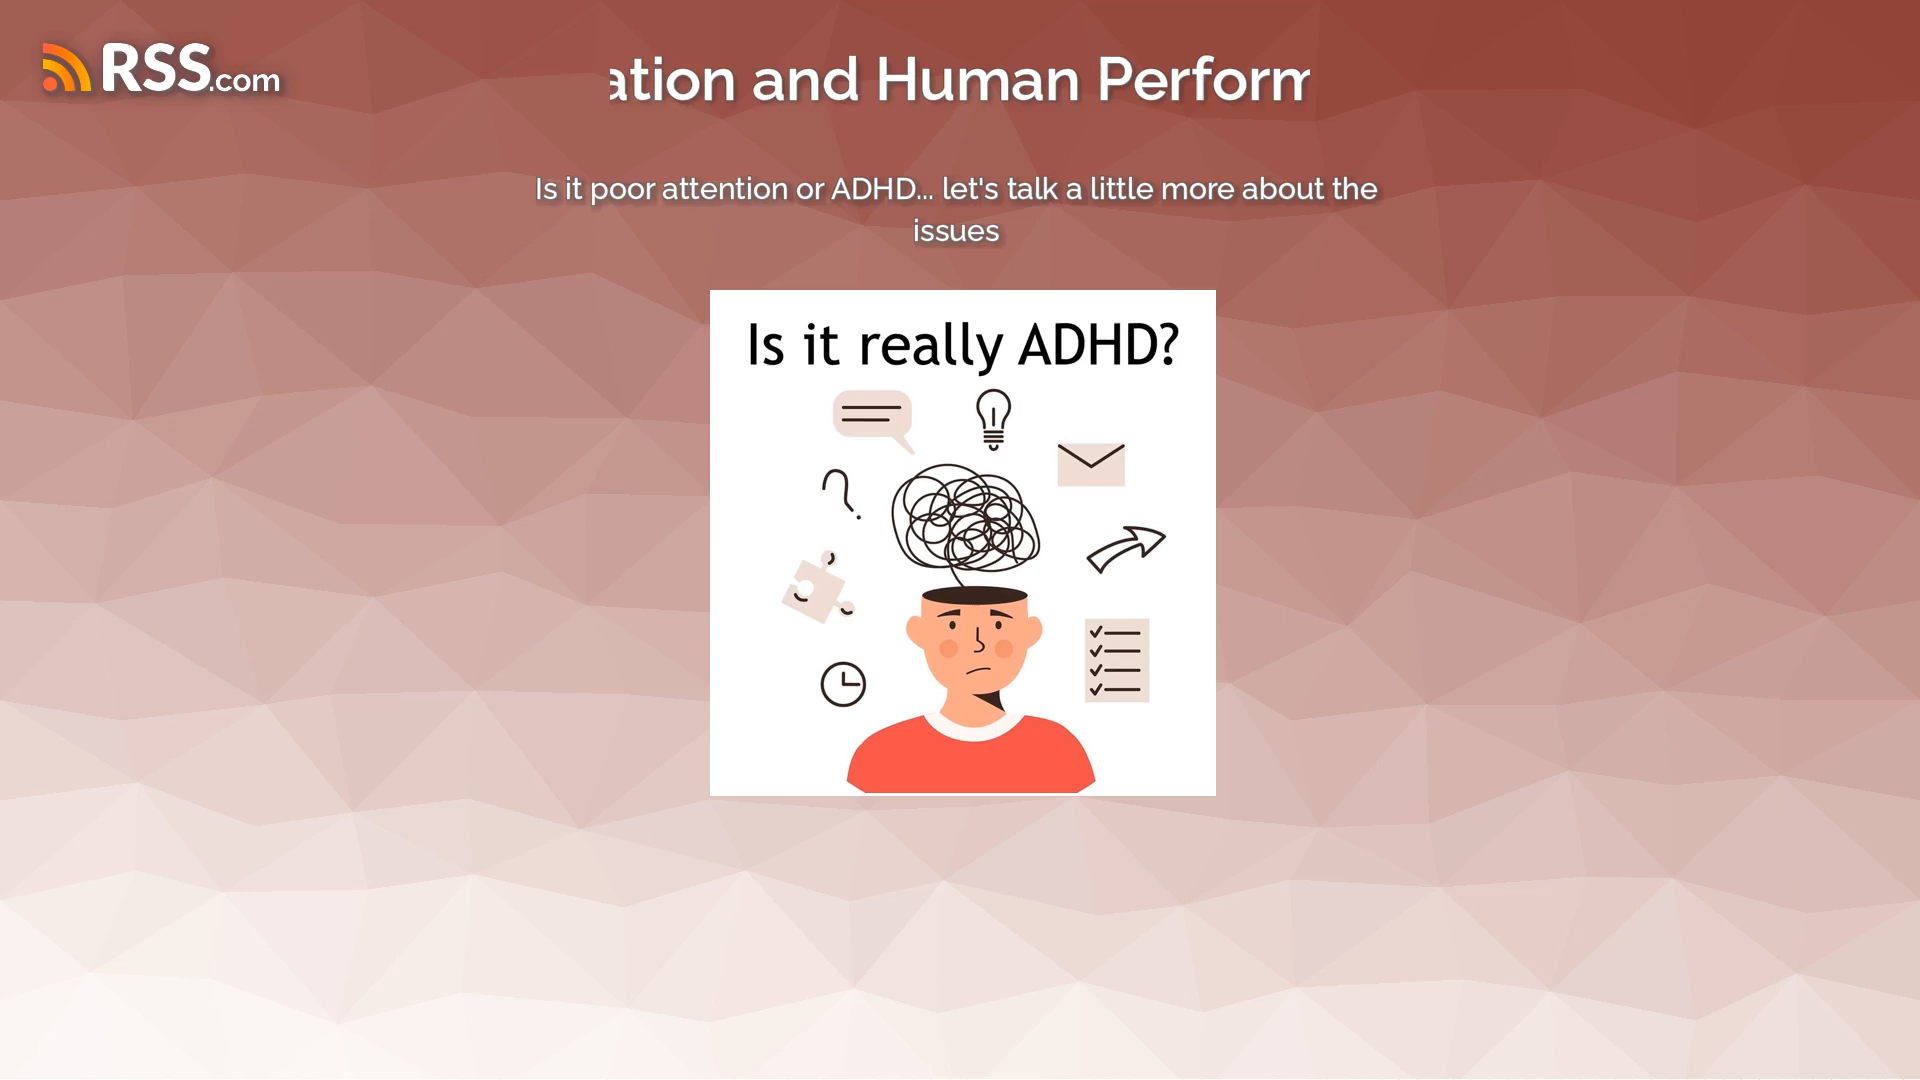 RSS.com
ation and Human Perform
Is it poor attention or ADHD... let's talk a little more about the
issues
Is it really ADHD?